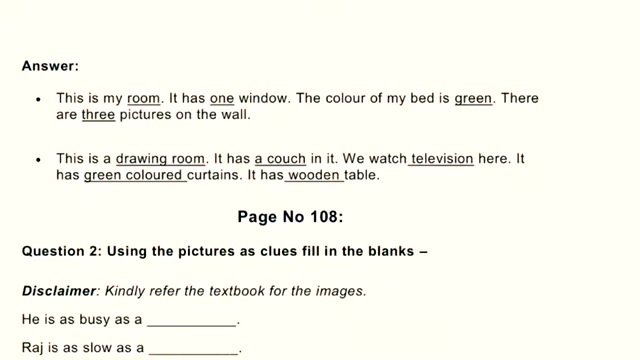 Answer:
• This is my room. It has one window. The colour of my bed is green. There
are three pictures on the wall.
• This is a drawing room. It has a couch in it. We watch television here. It
has green coloured curtains. It has wooden table.
Page No 108:
Question 2: Using the pictures as clues fill in the blanks –
Disclaimer: Kindly refer the textbook for the images.
He is as busy as a ___________.
Raj is as slow as a ___________.